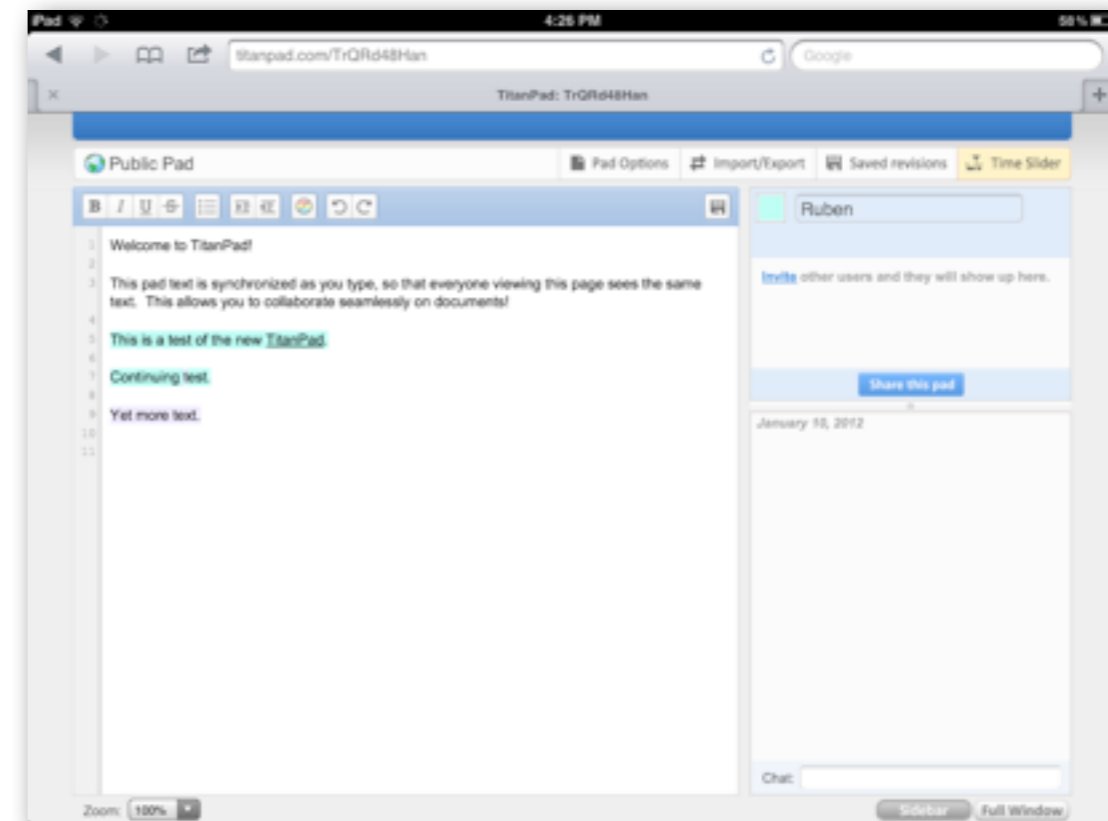 iPad 4:26 PM 58%
titanpad.com/TrQRd48Han Google
TitanPad: TrQRd48Han
Public Pad Pad Options Import/Export Saved revisions Time Slider
B I U S Ruben
1 Welcome to TitanPad!
2
3 This pad text is synchronized as you type, so that everyone viewing this page sees the same
text. This allows you to collaborate seamlessly on documents!
4
5 This is a test of the new TitanPad.
6
7 Continuing test.
8
9 Yet more text.
10
11
Invite other users and they will show up here.
Share this pad
January 10, 2012
Chat:
Zoom: 100% Sidebar Full Window